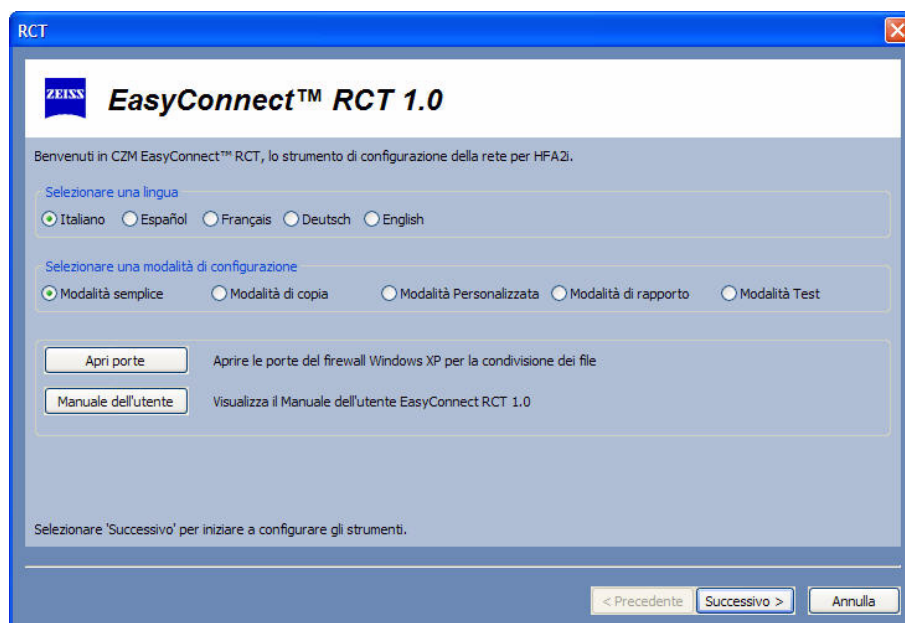 RCT
ZEISS
EasyConnect™ RCT 1.0
Benvenuti in CZM EasyConnect™ RCT, lo strumento di configurazione della rete per HFA2i.
Selezionare una lingua
Italiano Español Français Deutsch English
Selezionare una modalità di configurazione
Modalità semplice Modalità di copia Modalità Personalizzata Modalità di rapporto Modalità Test
Apri porte Aprire le porte del firewall Windows XP per la condivisione dei file
Manuale dell'utente Visualizza il Manuale dell'utente EasyConnect RCT 1.0
Selezionare 'Successivo' per iniziare a configurare gli strumenti.
< Precedente Successivo > Annulla